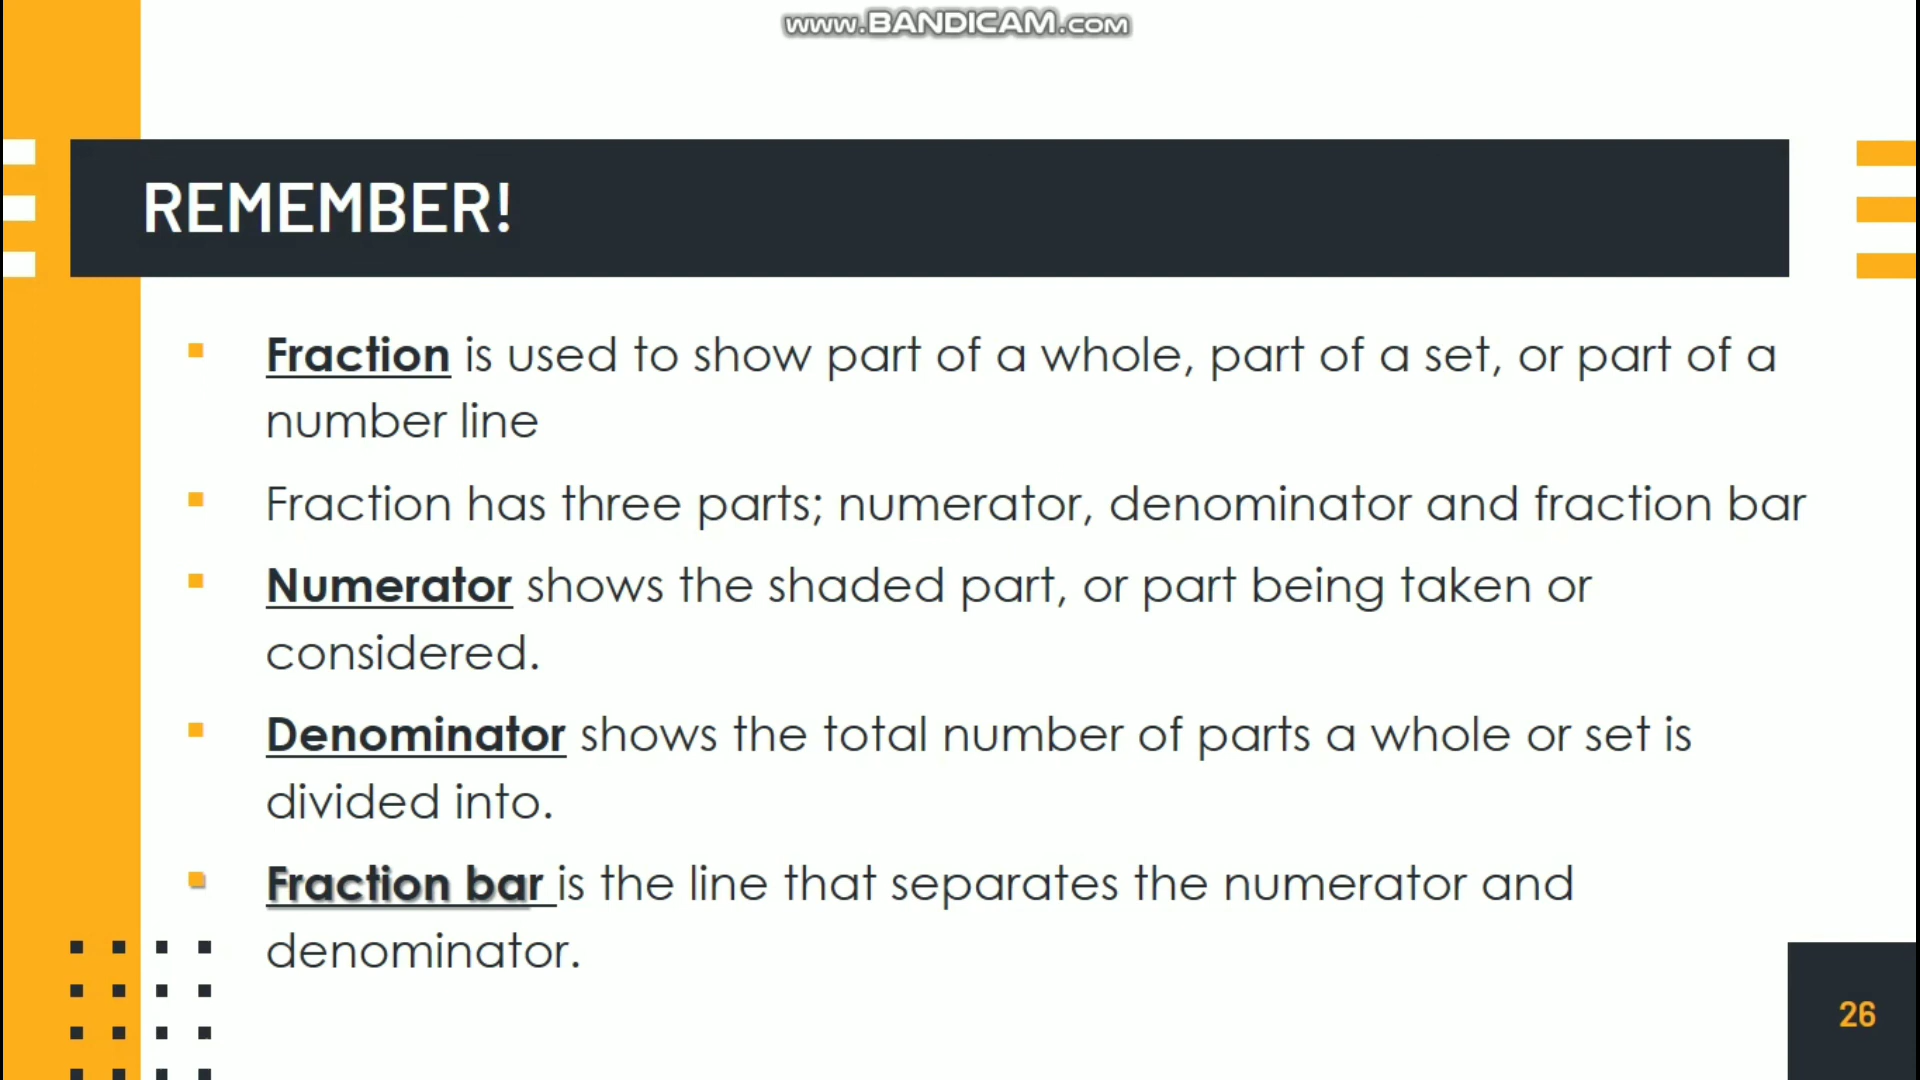 www.BANDICAM.com
REMEMBER!
Fraction is used to show part of a whole, part of a set, or part of a
number line
Fraction has three parts; numerator, denominator and fraction bar
Numerator shows the shaded part, or part being taken or
considered.
Denominator shows the total number of parts a whole or set is
divided into.
Fraction bar is the line that separates the numerator and
denominator.
26